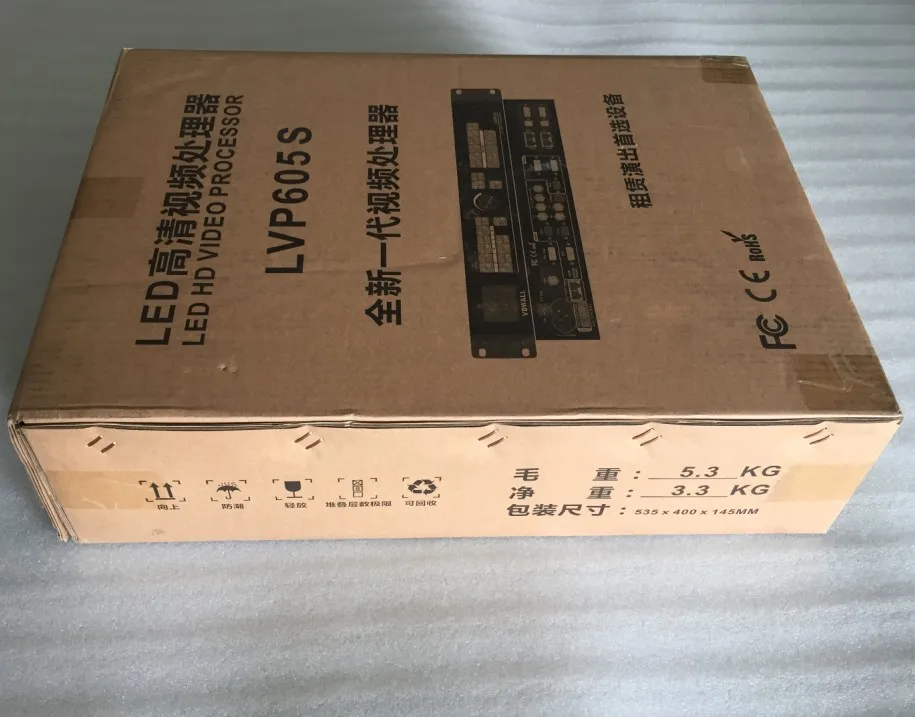 LED高清视频处理器
LED HD VIDEO PROCESSOR
LVP605S
全新一代视频处理器
VDWALL
FC CE
租赁演出首选设备
FC CE RoHS
向上
防潮
轻放
堆叠层数极限
可回收
毛 重：5.3 KG
净 重：3.3 KG
包装尺寸：535 x 400 x 145MM